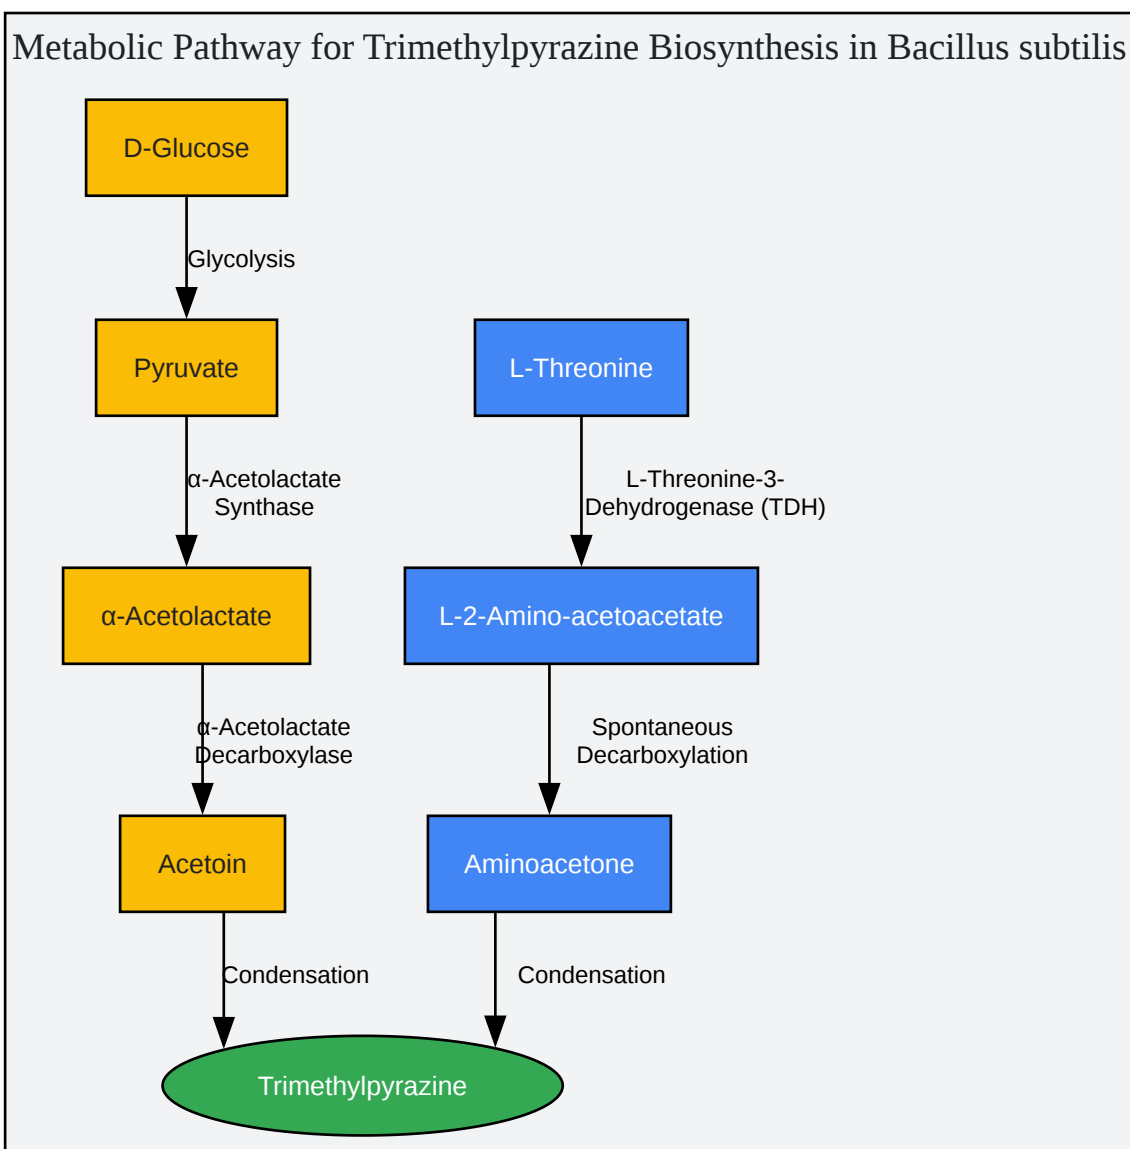 Metabolic Pathway for Trimethylpyrazine Biosynthesis in Bacillus subtilis
D-Glucose
Glycolysis
Pyruvate
L-Threonine
α-Acetolactate
Synthase
L-Threonine-3-
Dehydrogenase (TDH)
α-Acetolactate
L-2-Amino-acetoacetate
α-Acetolactate
Decarboxylase
Spontaneous
Decarboxylation
Acetoin
Aminoacetone
Condensation
Condensation
Trimethylpyrazine